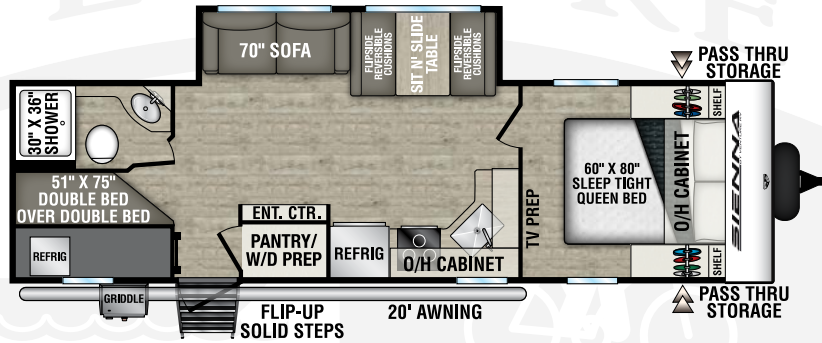 70" SOFA
FLIPSIDE
REVERSIBLE
CUSHIONS
SIT N' SLIDE
TABLE
FLIPSIDE
REVERSIBLE
CUSHIONS
PASS THRU
STORAGE
30" X 36"
SHOWER
SHELF
51" X 75"
DOUBLE BED
OVER DOUBLE BED
60" X 80"
SLEEP TIGHT
QUEEN BED
O/H CABINET
SIENNA
TV PREP
ENT. CTR.
PANTRY/
W/D PREP
REFRIG
O/H CABINET
REFRIG
SHELF
GRIDDLE
FLIP-UP
SOLID STEPS
20' AWNING
PASS THRU
STORAGE